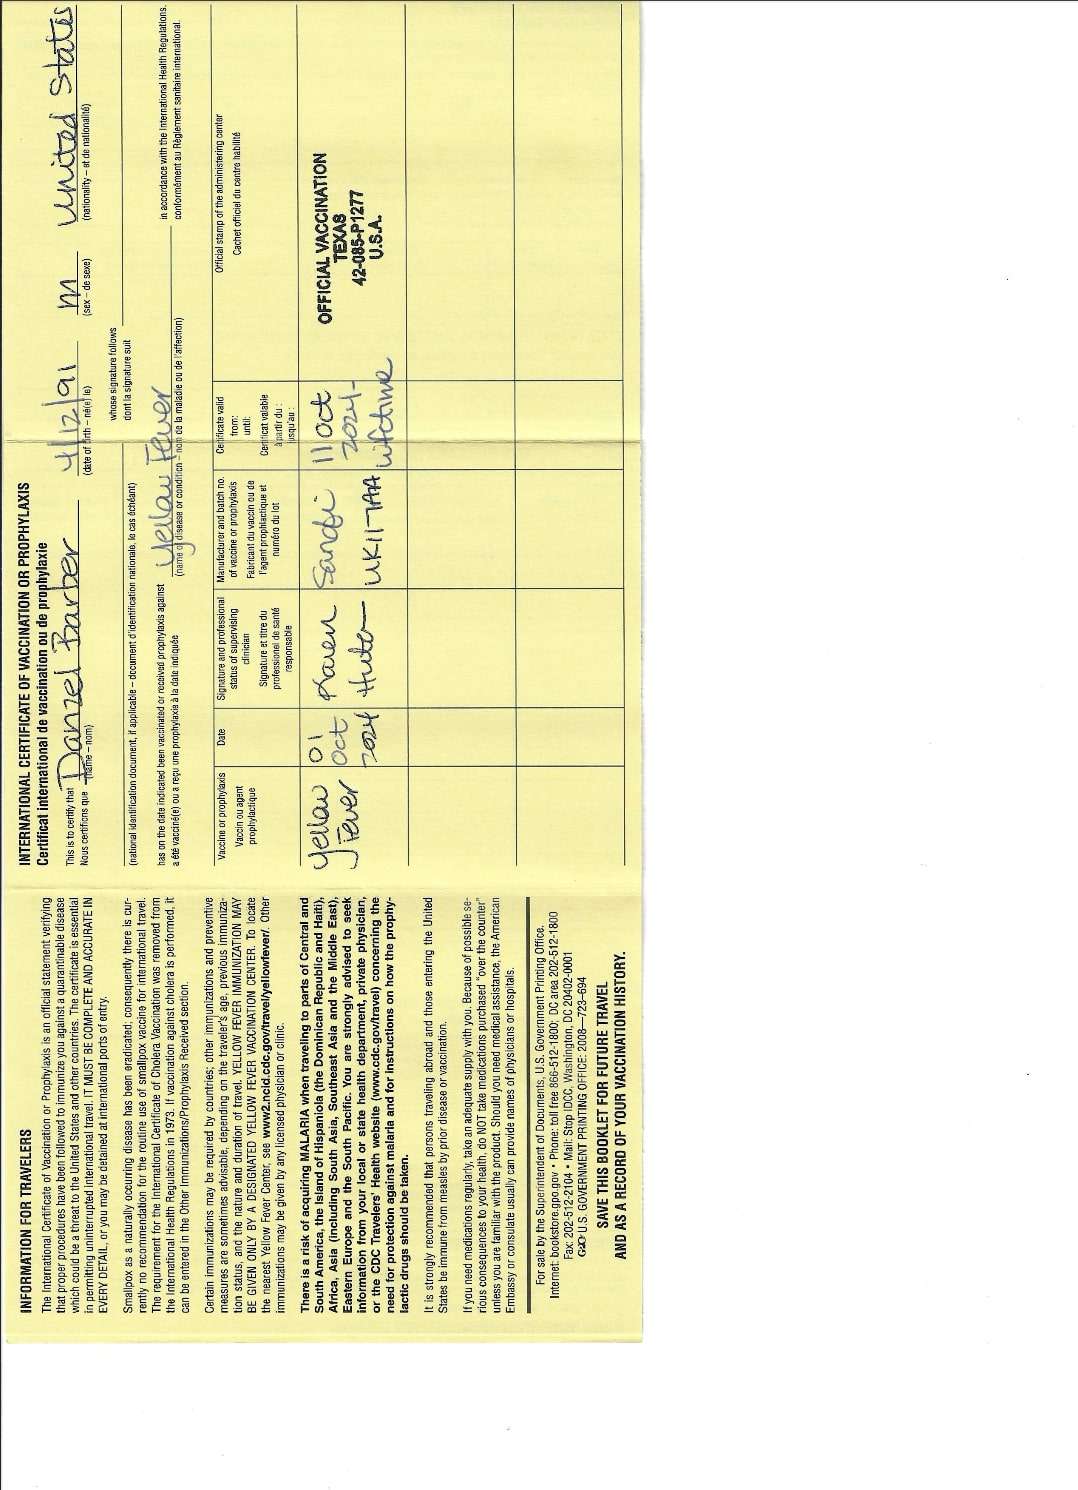 INFORMATION FOR TRAVELERS
The International Certificate of Vaccination or Prophylaxis is an official statement verifying
that proper procedures have been followed to immunize you against a quarantinable disease
which could be a threat to the United States and other countries. The certificate is essential
in permitting uninterrupted international travel. IT MUST BE COMPLETE AND ACCURATE IN
EVERY DETAIL, or you may be detained at international ports of entry.
Smallpox as a naturally occurring disease has been eradicated; consequently there is cur-
rently no recommendation for the routine use of smallpox vaccine for international travel.
The requirement for the International Certificate of Cholera Vaccination was removed from
the International Health Regulations in 1973. If vaccination against cholera is performed, it
can be entered in the Other Immunizations/Prophylaxis Received section.
Certain immunizations may be required by countries; other immunizations and preventive
measures are sometimes advisable, depending on the traveler's age, previous immuniza-
tion status, and the nature and duration of travel. YELLOW FEVER IMMUNIZATION MAY
BE GIVEN ONLY BY A DESIGNATED YELLOW FEVER VACCINATION CENTER. To locate
the nearest Yellow Fever Center, see www2.ncid.cdc.gov/travel/yellowfever/. Other
immunizations may be given by any licensed physician or clinic.
There is a risk of acquiring MALARIA when traveling to parts of Central and
South America, the Island of Hispaniola (the Dominican Republic and Haiti),
Africa, Asia (including South Asia, Southeast Asia and the Middle East),
Eastern Europe and the South Pacific. You are strongly advised to seek
information from your local or state health department, private physician,
or the CDC Travelers' Health website (www.cdc.gov/travel) concerning the
need for protection against malaria and for instructions on how the prophy-
lactic drugs should be taken.
It is strongly recommended that persons traveling abroad and those entering the United
States be immune from measles by prior disease or vaccination.
If you need medications regularly, take an adequate supply with you. Because of possible se-
rious consequences to your health, do NOT take medications purchased "over the counter"
unless you are familiar with the product. Should you need medical assistance, the American
Embassy or consulate usually can provide names of physicians or hospitals.
For sale by the Superintendent of Documents, U.S. Government Printing Office.
Internet: bookstore.gpo.gov • Phone: toll free 866-512-1800; DC area 202-512-1800
Fax: 202-512-2104 • Mail: Stop IDCC, Washington, DC 20402-0001
GPO U.S. GOVERNMENT PRINTING OFFICE: 2008—723–694
SAVE THIS BOOKLET FOR FUTURE TRAVEL
AND AS A RECORD OF YOUR VACCINATION HISTORY.
INTERNATIONAL CERTIFICATE OF VACCINATION OR PROPHYLAXIS
Certificat international de vaccination ou de prophylaxie
This is to certify that Danzel Barber 4/12/91 M United States
Nous certifions que (name – nom) (date of birth – né(e) le) (sex – de sexe) (nationality – et de nationalité)
whose signature follows
dont la signature suit
(national identification document, if applicable – document d'identification nationale, le cas échéant)
has on the date indicated been vaccinated or received prophylaxis against Yellow Fever in accordance with the International Health Regulations.
a été vacciné(e) ou a reçu une prophylaxie à la date indiquée (name of disease or condition – nom de la maladie ou de l'affection) conformément au Règlement sanitaire international.
Vaccine or prophylaxis
Vaccin ou agent
prophylactique
Date
Signature and professional
status of supervising
clinician
Signature et titre du
professionel de santé
responsable
Manufacturer and batch no.
of vaccine or prophylaxis
Fabricant du vaccin ou de
l'agent prophlactique et
numéro du lot
Certificate valid
from:
until:
Certificat valable
à partir du :
jusqu'au :
Official stamp of the administering center
Cachet officiel du centre habilité
Yellow
Fever
01
Oct
2024
Karen
Huter
Sanofi
UK117AA
11 Oct
2024-
lifetime
OFFICIAL VACCINATION
TEXAS
42-085-P1277
U.S.A.